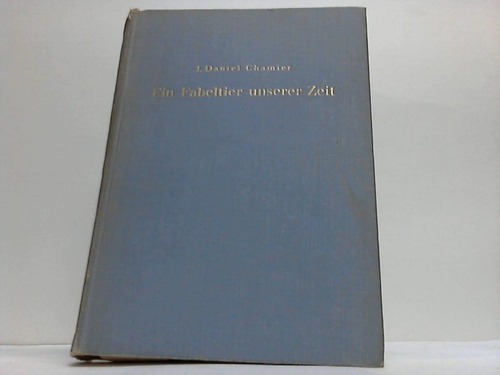 J. Daniel Chamier
Ein Fabeltier unserer Zeit